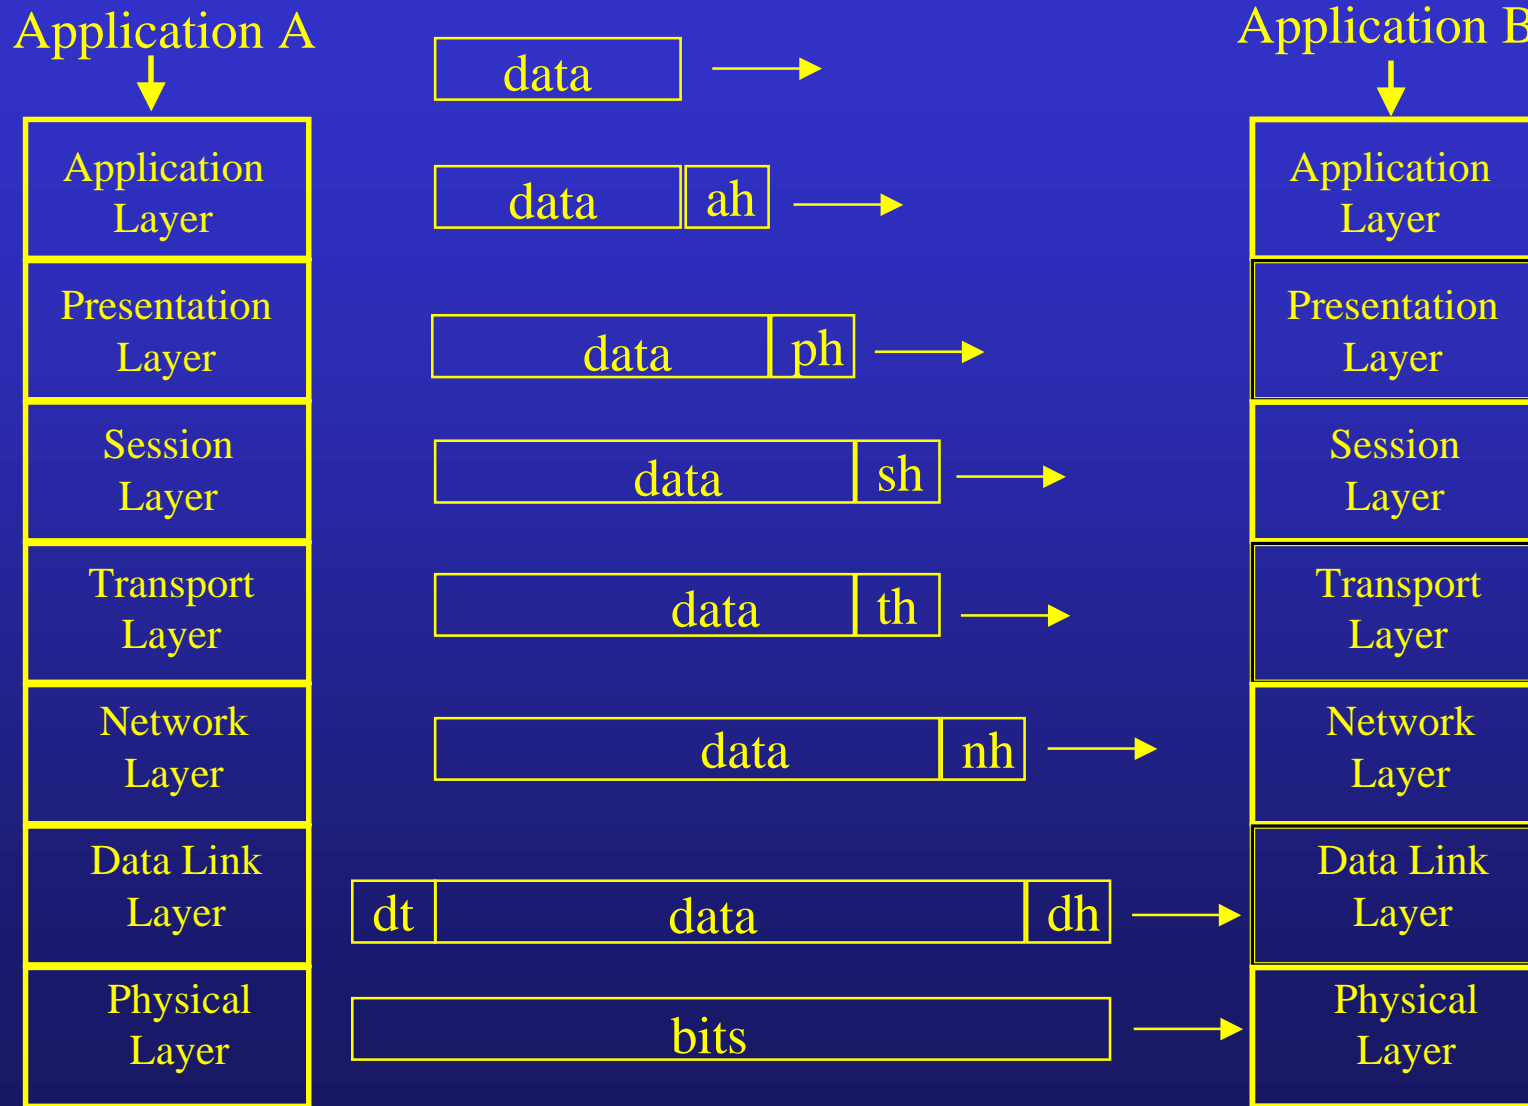 Application A
data
Application B
Application
Layer
data ah
Application
Layer
Presentation
Layer
data ph
Presentation
Layer
Session
Layer
data sh
Session
Layer
Transport
Layer
data th
Transport
Layer
Network
Layer
data nh
Network
Layer
Data Link
Layer
dt data dh
Data Link
Layer
Physical
Layer
bits
Physical
Layer